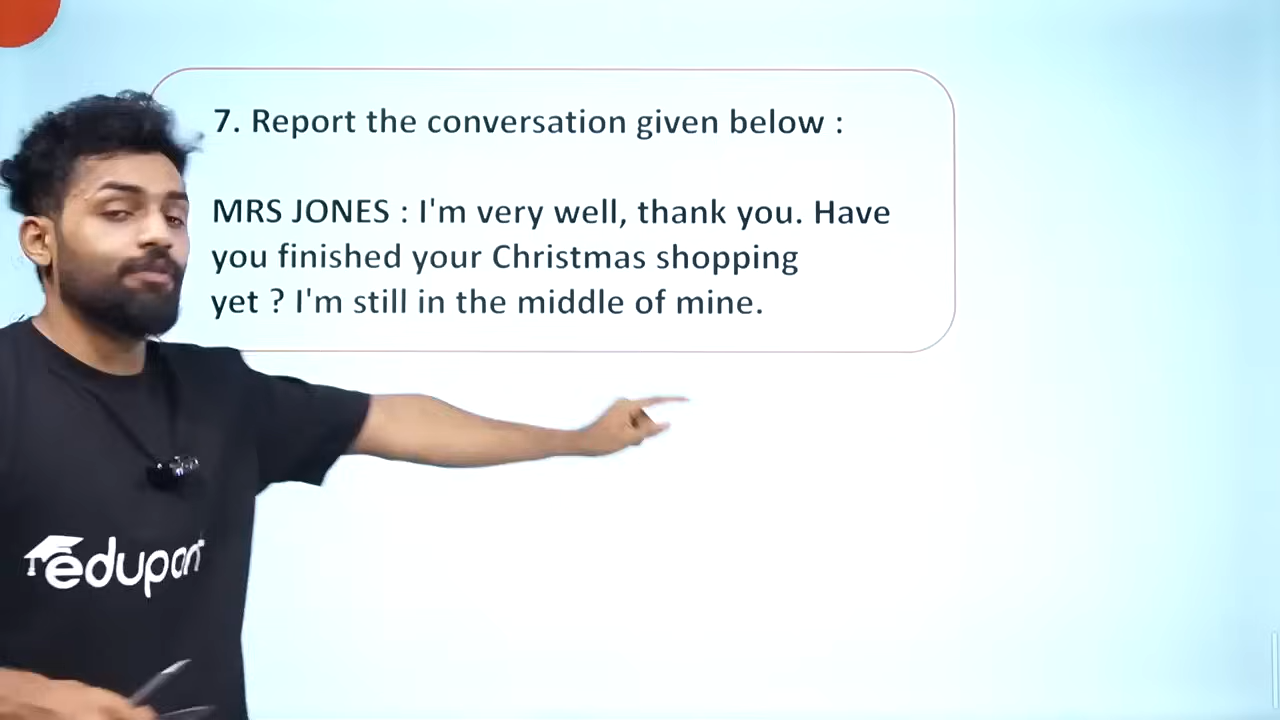 7. Report the conversation given below :
MRS JONES : I'm very well, thank you. Have
you finished your Christmas shopping
yet ? I'm still in the middle of mine.
eduport